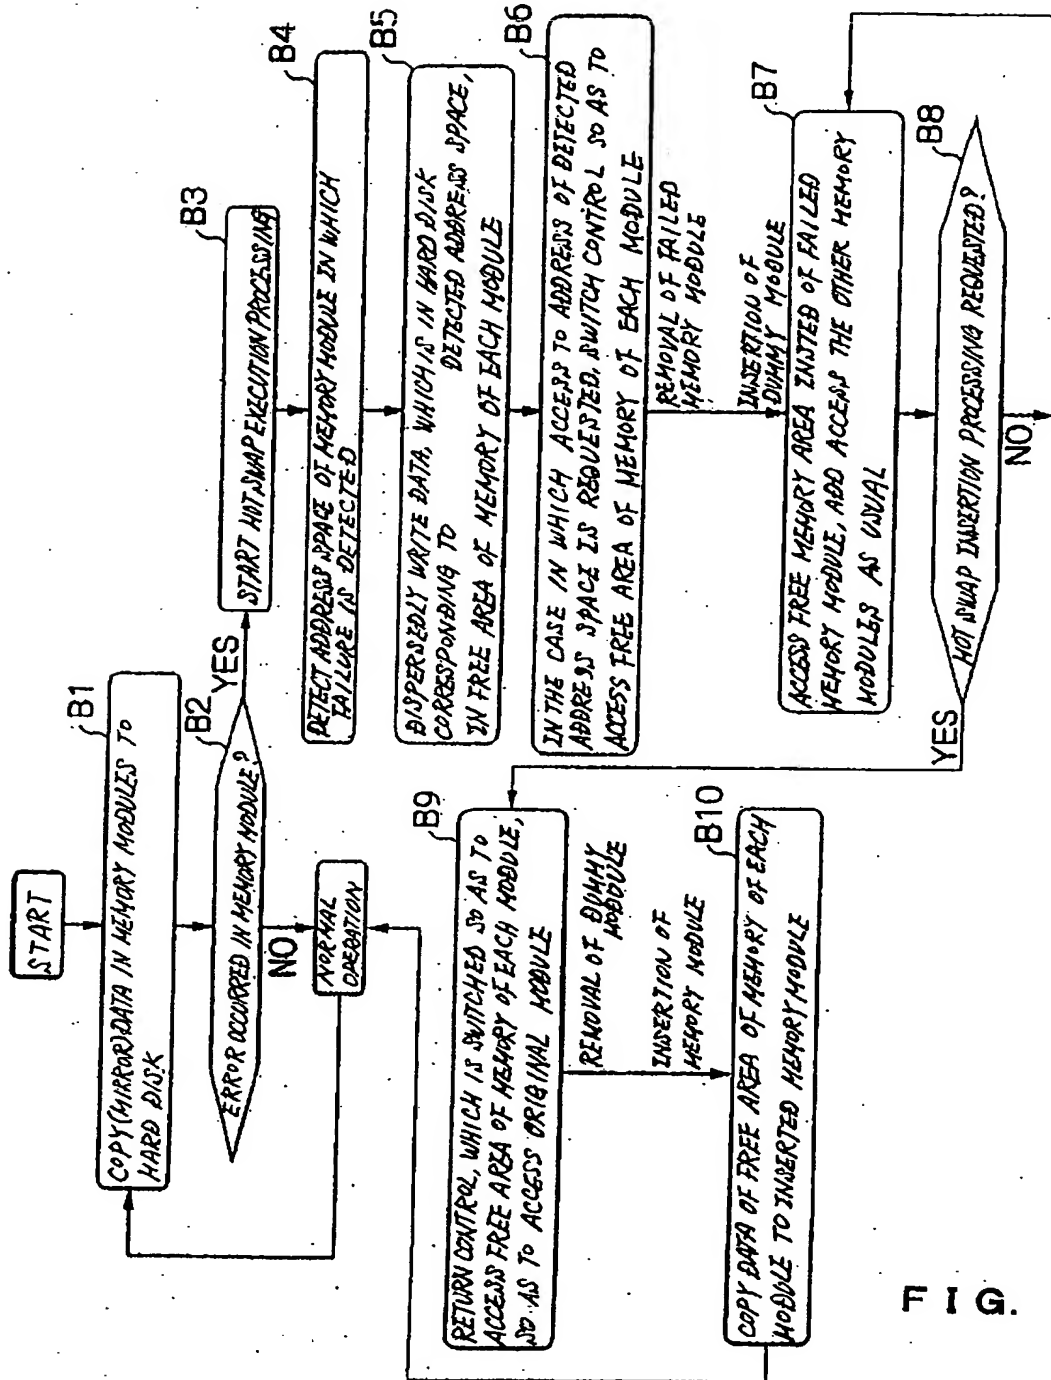 START
B1
COPY(MIRROR)DATA IN MEMORY MODULES TO
HARD DISK
B2
ERROR OCCURRED IN MEMORY MODULE?
YES
NO
NORMAL
OPERATION
B3
START HOT SWAP EXECUTION PROCESSING
B4
DETECT ADDRESS SPACE OF MEMORY MODULE IN WHICH
FAILURE IS DETECTED
B5
DISPERSEDLY WRITE DATA, WHICH IS IN HARD DISK
CORRESPONDING TO DETECTED ADDRESS SPACE,
IN FREE AREA OF MEMORY OF EACH MODULE
B6
IN THE CASE IN WHICH ACCESS TO ADDRESS OF DETECTED
ADDRESS SPACE IS REQUESTED, SWITCH CONTROL SO AS TO
ACCESS FREE AREA OF MEMORY OF EACH MODULE
REMOVAL OF FAILED
MEMORY MODULE
INSERTION OF
DUMMY MODULE
B7
ACCESS FREE MEMORY AREA INSTED OF FAILED
MEMORY MODULE, ADD ACCESS THE OTHER MEMORY
MODULES AS USUAL
B8
HOT SWAP INSERTION PROCESSING REQUESTED?
NO
YES
B9
RETURN CONTROL, WHICH IS SWITCHED SO AS TO
ACCESS FREE AREA OF MEMORY OF EACH MODULE,
SO AS TO ACCESS ORIGINAL MODULE
REMOVAL OF DUMMY
MODULE
INSERTION OF
MEMORY MODULE
B10
COPY DATA OF FREE AREA OF MEMORY OF EACH
MODULE TO INSERTED MEMORY MODULE
FIG.